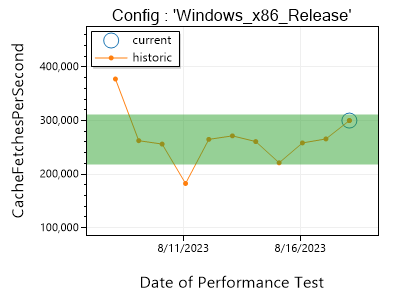 Config : 'Windows_x86_Release'
current
historic
400,000
300,000
200,000
100,000
CacheFetchesPerSecond
8/11/2023
8/16/2023
Date of Performance Test